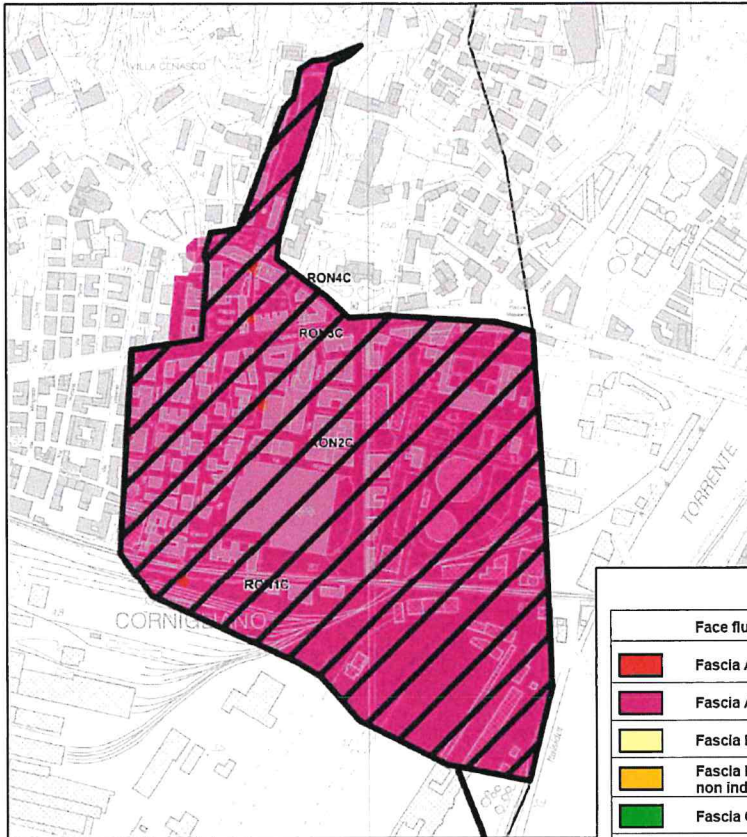 VILLA CENASCO
RON4C
RON3C
RON2C
TORRENTE
RON1C
CORNIGLIANO
Face flu
Fascia A
Fascia A
Fascia
Fascia
non ind
Fascia